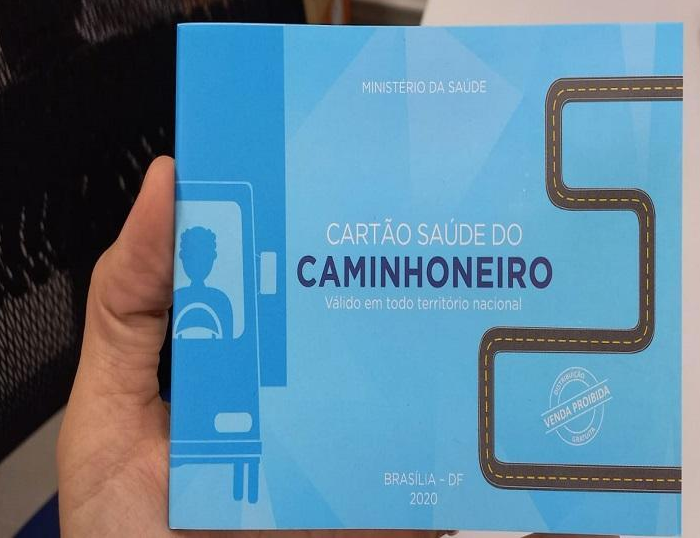 MINISTÉRIO DA SAÚDE
CARTÃO SAÚDE DO
CAMINHONEIRO
Válido em todo território nacional
DISTRIBUIÇÃO
VENDA PROIBIDA
GRATUITA
BRASÍLIA – DF
2020